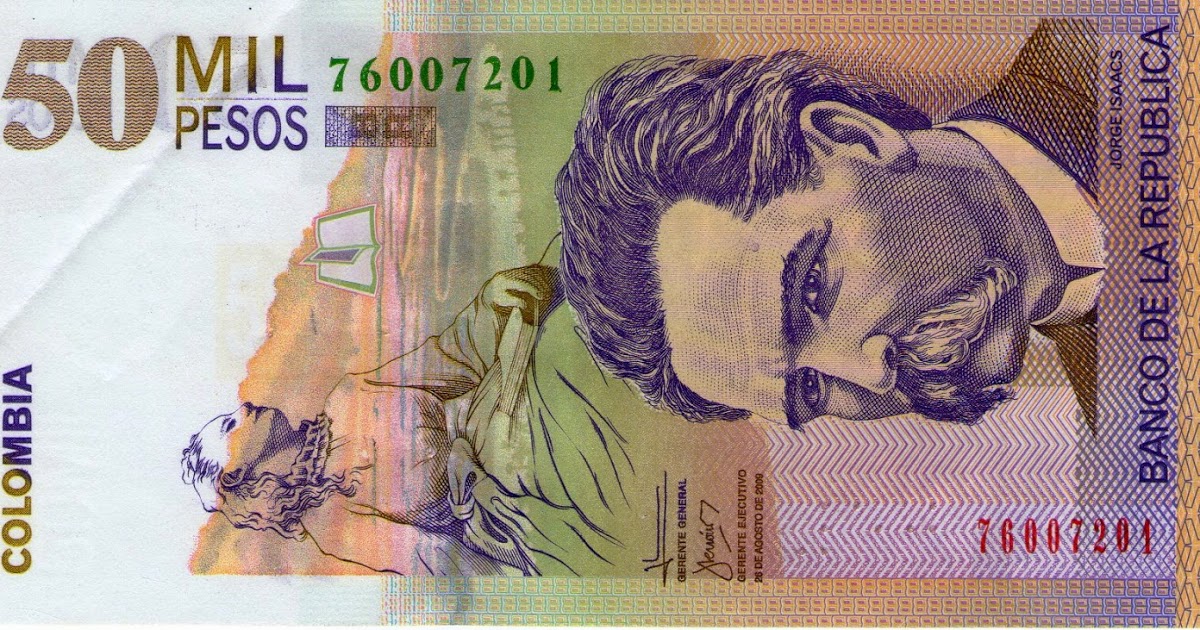 50 MIL
PESOS
76007201
JORGE ISAACS
BANCO DE LA REPUBLICA
COLOMBIA
GERENTE GENERAL
GERENTE EJECUTIVO
26 DE AGOSTO DE 2009
76007201